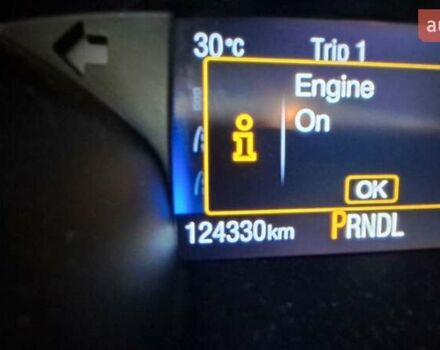 30°C Trip 1
Engine
On
i
OK
124330km PRNDL